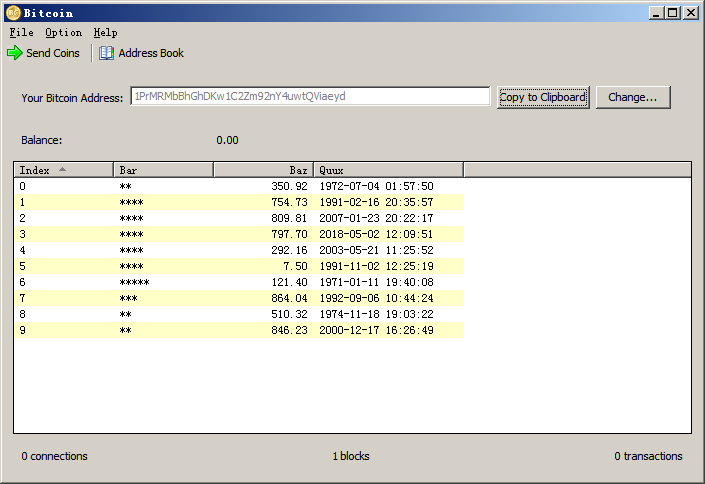 Bitcoin
File Option Help
Send Coins Address Book
Your Bitcoin Address: 1PrMRMbBhGhDKw1C2Zm92nY4uwtQViaeyd Copy to Clipboard Change...
Balance: 0.00
Index Bar Baz Quux
0 ** 350.92 1972-07-04 01:57:50
1 **** 754.73 1991-02-16 20:35:57
2 **** 809.81 2007-01-23 20:22:17
3 **** 797.70 2018-05-02 12:09:51
4 **** 292.16 2003-05-21 11:25:52
5 **** 7.50 1991-11-02 12:25:19
6 ***** 121.40 1971-01-11 19:40:08
7 *** 864.04 1992-09-06 10:44:24
8 ** 510.32 1974-11-18 19:03:22
9 ** 846.23 2000-12-17 16:26:49
0 connections 1 blocks 0 transactions